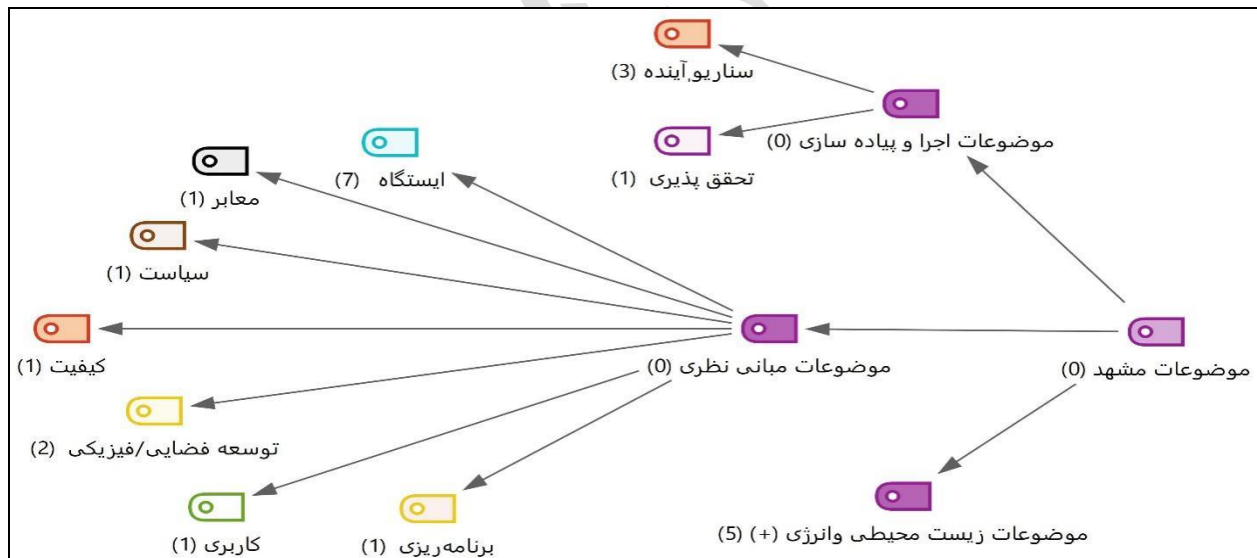 سناریو آینده (3)
موضوعات اجرا و پیاده سازی (0)
تحقق پذیری (1)
ایستگاه (7)
معابر (1)
سیاست (1)
کیفیت (1)
موضوعات مبانی نظری (0)
موضوعات مشهد (0)
توسعه فضایی/فیزیکی (2)
کاربری (1)
برنامه‌ریزی (1)
موضوعات زیست محیطی وانرژی (+) (5)